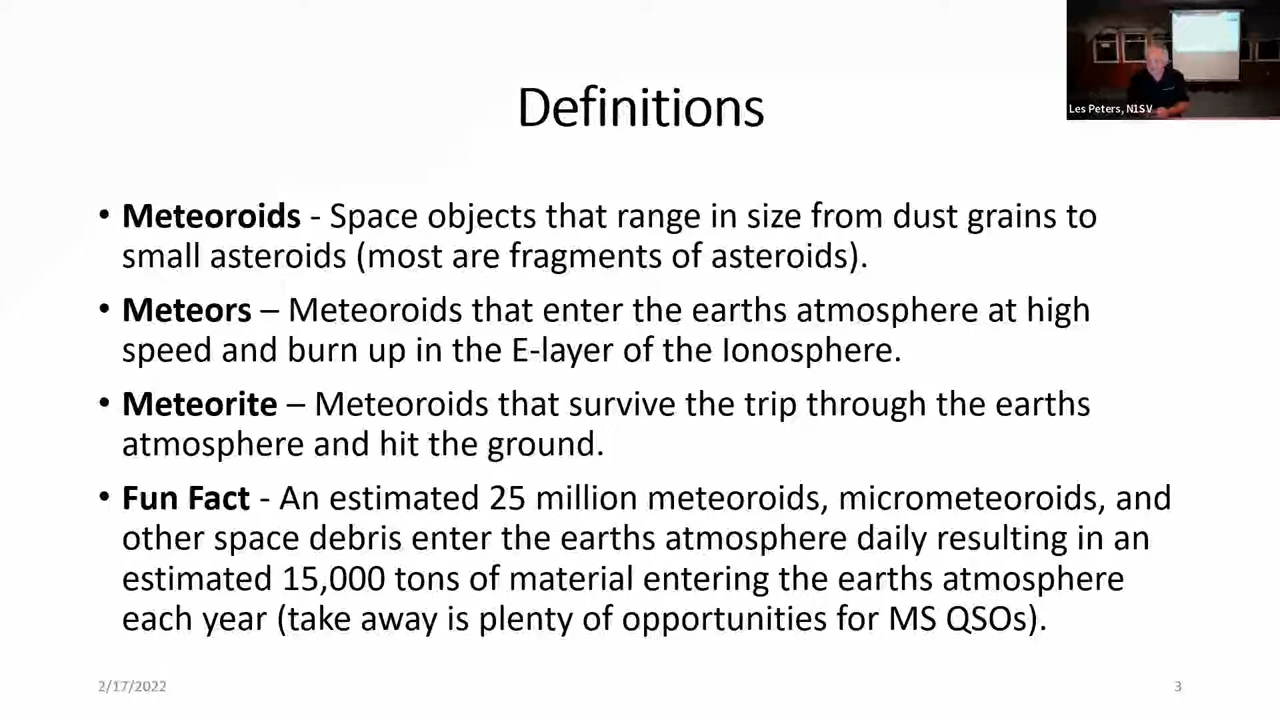 Les Peters, N1SV
Definitions
• Meteoroids - Space objects that range in size from dust grains to
small asteroids (most are fragments of asteroids).
• Meteors – Meteoroids that enter the earths atmosphere at high
speed and burn up in the E-layer of the Ionosphere.
• Meteorite – Meteoroids that survive the trip through the earths
atmosphere and hit the ground.
• Fun Fact - An estimated 25 million meteoroids, micrometeoroids, and
other space debris enter the earths atmosphere daily resulting in an
estimated 15,000 tons of material entering the earths atmosphere
each year (take away is plenty of opportunities for MS QSOs).
2/17/2022
3